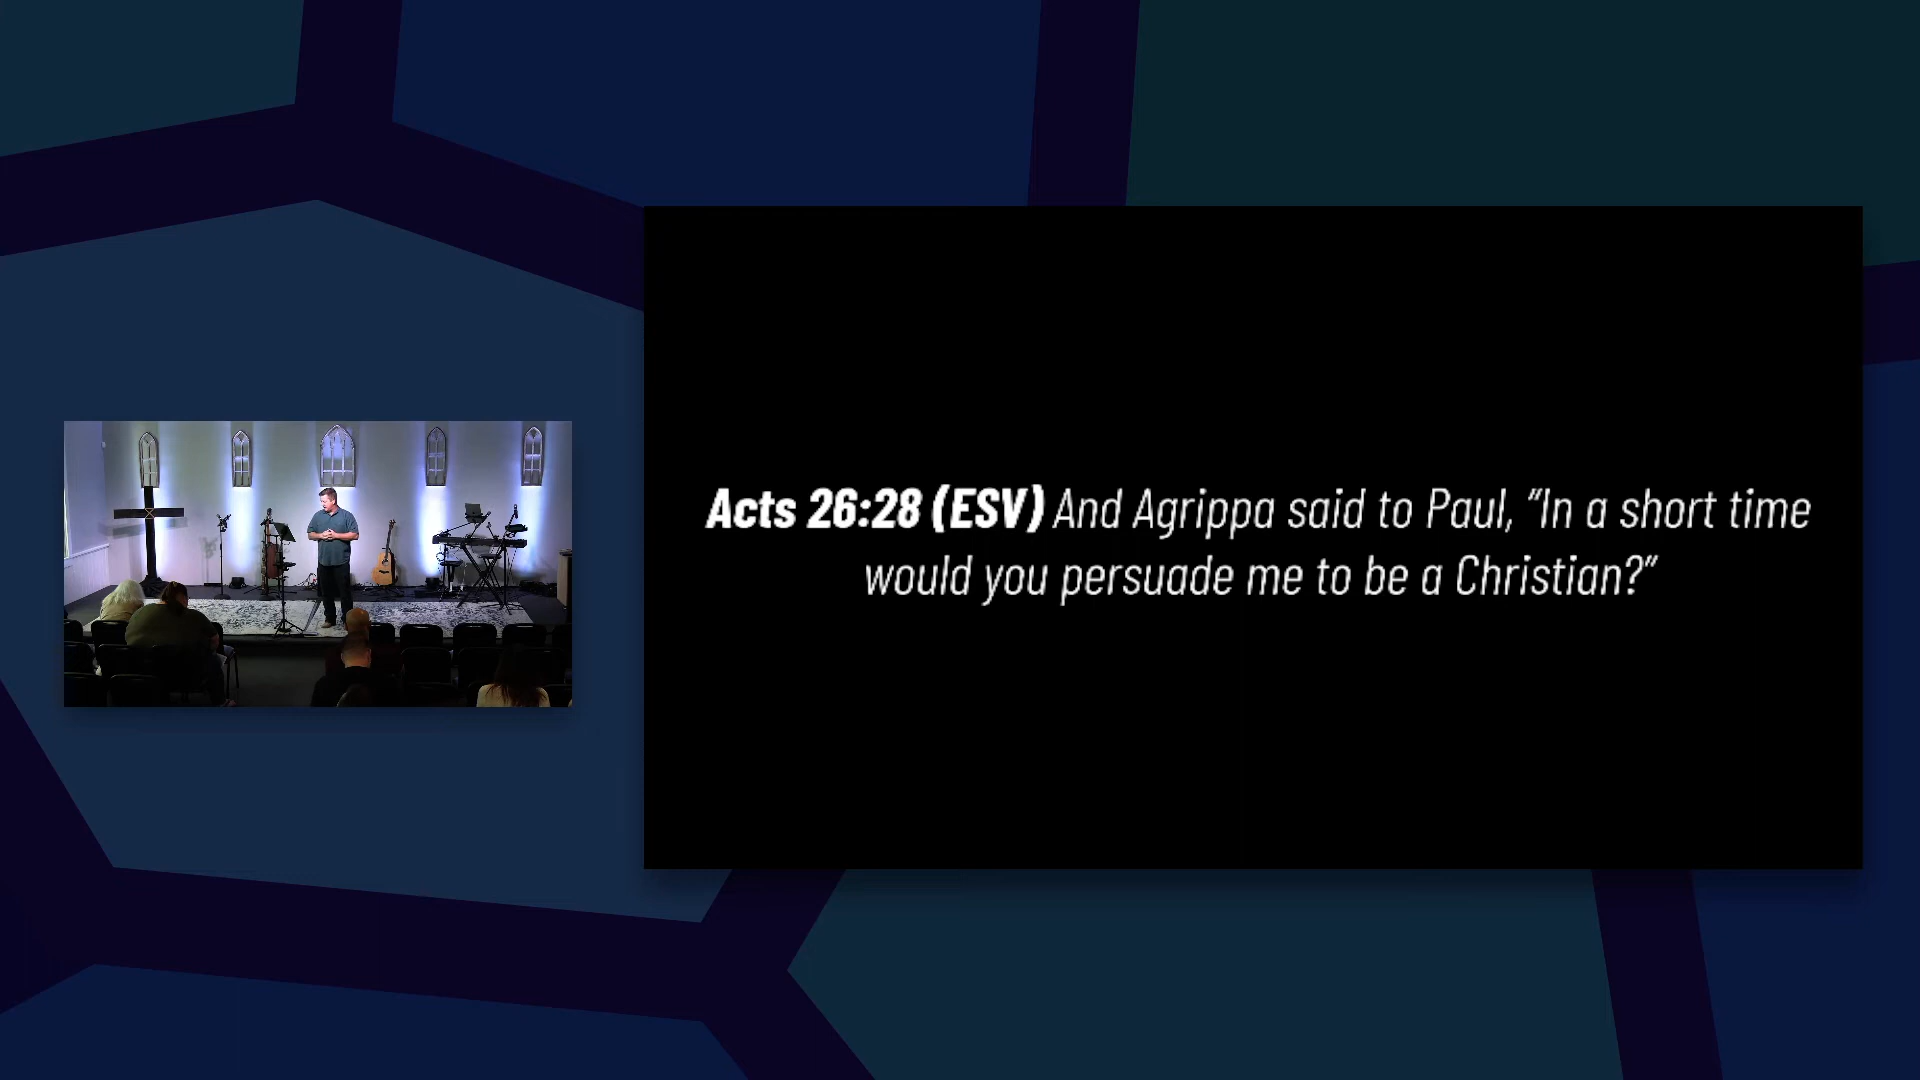 Acts 26:28 (ESV) And Agrippa said to Paul, “In a short time
would you persuade me to be a Christian?”